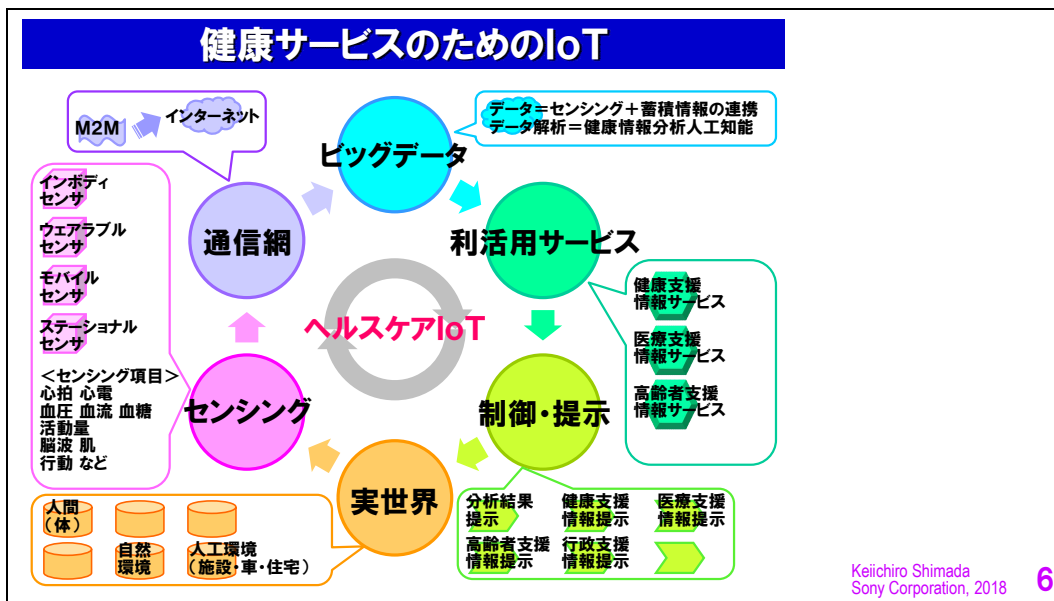 健康サービスのためのIoT
M2M
インターネット
データ＝センシング＋蓄積情報の連携
データ解析＝健康情報分析人工知能
ビッグデータ
通信網
利活用サービス
インボディ
センサ
ウェアラブル
センサ
モバイル
センサ
ステーショナル
センサ
＜センシング項目＞
心拍 心電
血圧 血流 血糖
活動量
脳波 肌
行動 など
ヘルスケアIoT
健康支援
情報サービス
医療支援
情報サービス
高齢者支援
情報サービス
センシング
制御・提示
実世界
人間
（体）
自然
環境
人工環境
（施設・車・住宅）
分析結果
提示
健康支援
情報提示
医療支援
情報提示
高齢者支援
情報提示
行政支援
情報提示
Keiichiro Shimada
Sony Corporation, 2018
6